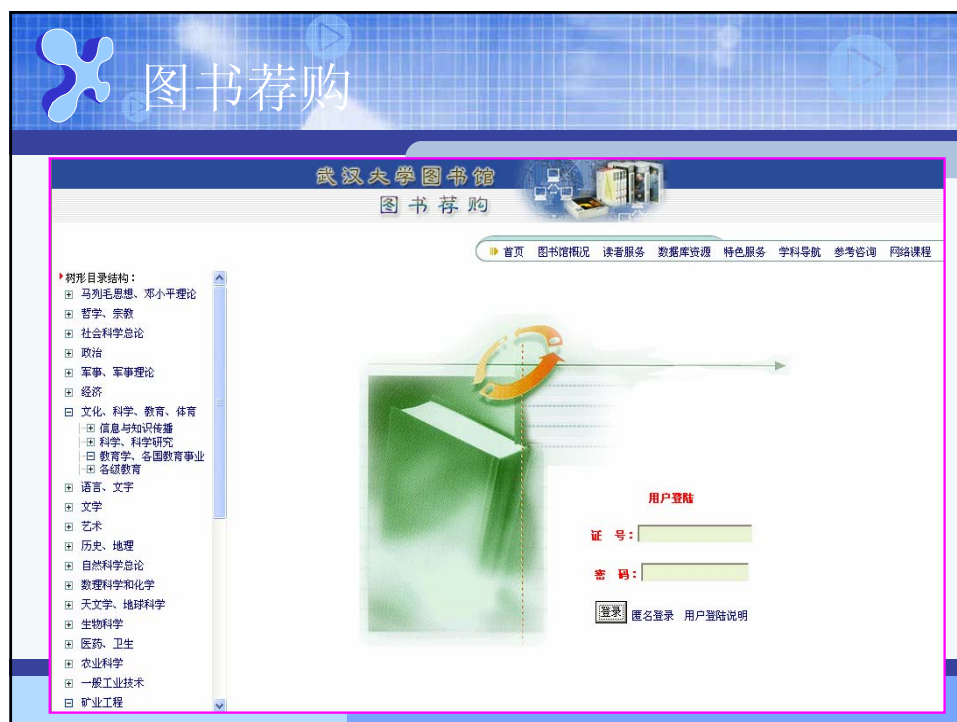 图书荐购
武汉大学图书馆
图书荐购
首页 图书馆概况 读者服务 数据库资源 特色服务 学科导航 参考咨询 网络课程
树形目录结构：
马列毛思想、邓小平理论
哲学、宗教
社会科学总论
政治
军事、军事理论
经济
文化、科学、教育、体育
信息与知识传播
科学、科学研究
教育学、各国教育事业
各级教育
语言、文字
文学
艺术
历史、地理
自然科学总论
数理科学和化学
天文学、地球科学
生物科学
医药、卫生
农业科学
一般工业技术
矿业工程
用户登陆
证 号：
密 码：
登录 匿名登录 用户登陆说明